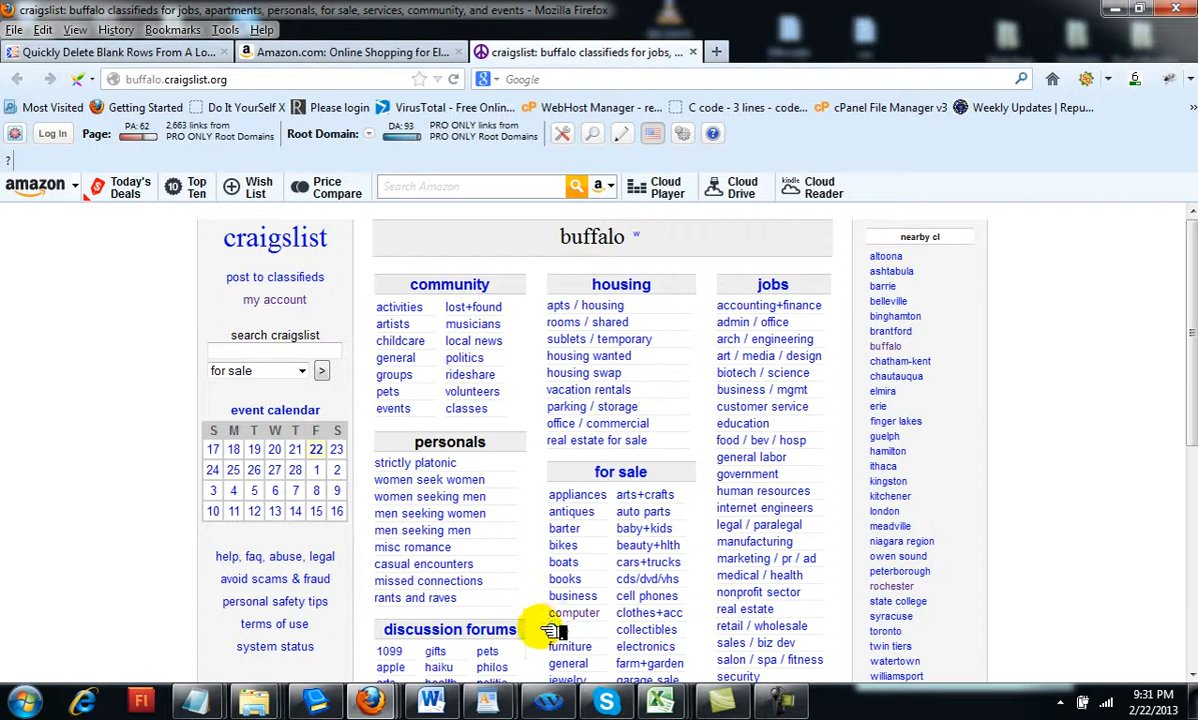 craigslist: buffalo classifieds for jobs, apartments, personals, for sale, services, community, and events - Mozilla Firefox
File Edit View History Bookmarks Tools Help
Quickly Delete Blank Rows From A Lo...
Amazon.com: Online Shopping for El...
craigslist: buffalo classifieds for jobs, ...
buffalo.craigslist.org
Google
Most Visited Getting Started Do It YourSelf X Please login VirusTotal - Free Onlin... WebHost Manager - re... C code - 3 lines - code... cPanel File Manager v3 Weekly Updates | Repu...
Log In
Page:
PA: 62
2,663 links from
PRO ONLY Root Domains
Root Domain:
DA: 93
PRO ONLY links from
PRO ONLY Root Domains
?
amazon
Today's Deals
Top Ten
Wish List
Price Compare
Search Amazon
Cloud Player
Cloud Drive
kindle
Cloud Reader
craigslist
post to classifieds
my account
search craigslist
for sale
>
event calendar
S M T W T F S
17 18 19 20 21 22 23
24 25 26 27 28 1 2
3 4 5 6 7 8 9
10 11 12 13 14 15 16
help, faq, abuse, legal
avoid scams & fraud
personal safety tips
terms of use
system status
buffalo w
community
activities lost+found
artists musicians
childcare local news
general politics
groups rideshare
pets volunteers
events classes
personals
strictly platonic
women seek women
women seeking men
men seeking women
men seeking men
misc romance
casual encounters
missed connections
rants and raves
discussion forums
1099 gifts pets
apple haiku philos
arts health politic
housing
apts / housing
rooms / shared
sublets / temporary
housing wanted
housing swap
vacation rentals
parking / storage
office / commercial
real estate for sale
for sale
appliances arts+crafts
antiques auto parts
barter baby+kids
bikes beauty+hlth
boats cars+trucks
books cds/dvd/vhs
business cell phones
computer clothes+acc
collectibles
furniture electronics
general farm+garden
jewelry garage sale
jobs
accounting+finance
admin / office
arch / engineering
art / media / design
biotech / science
business / mgmt
customer service
education
food / bev / hosp
general labor
government
human resources
internet engineers
legal / paralegal
manufacturing
marketing / pr / ad
medical / health
nonprofit sector
real estate
retail / wholesale
sales / biz dev
salon / spa / fitness
security
nearby cl
altoona
ashtabula
barrie
belleville
binghamton
brantford
buffalo
chatham-kent
chautauqua
elmira
erie
finger lakes
guelph
hamilton
ithaca
kingston
kitchener
london
meadville
niagara region
owen sound
peterborough
rochester
state college
syracuse
toronto
twin tiers
watertown
williamsport
9:31 PM
2/22/2013